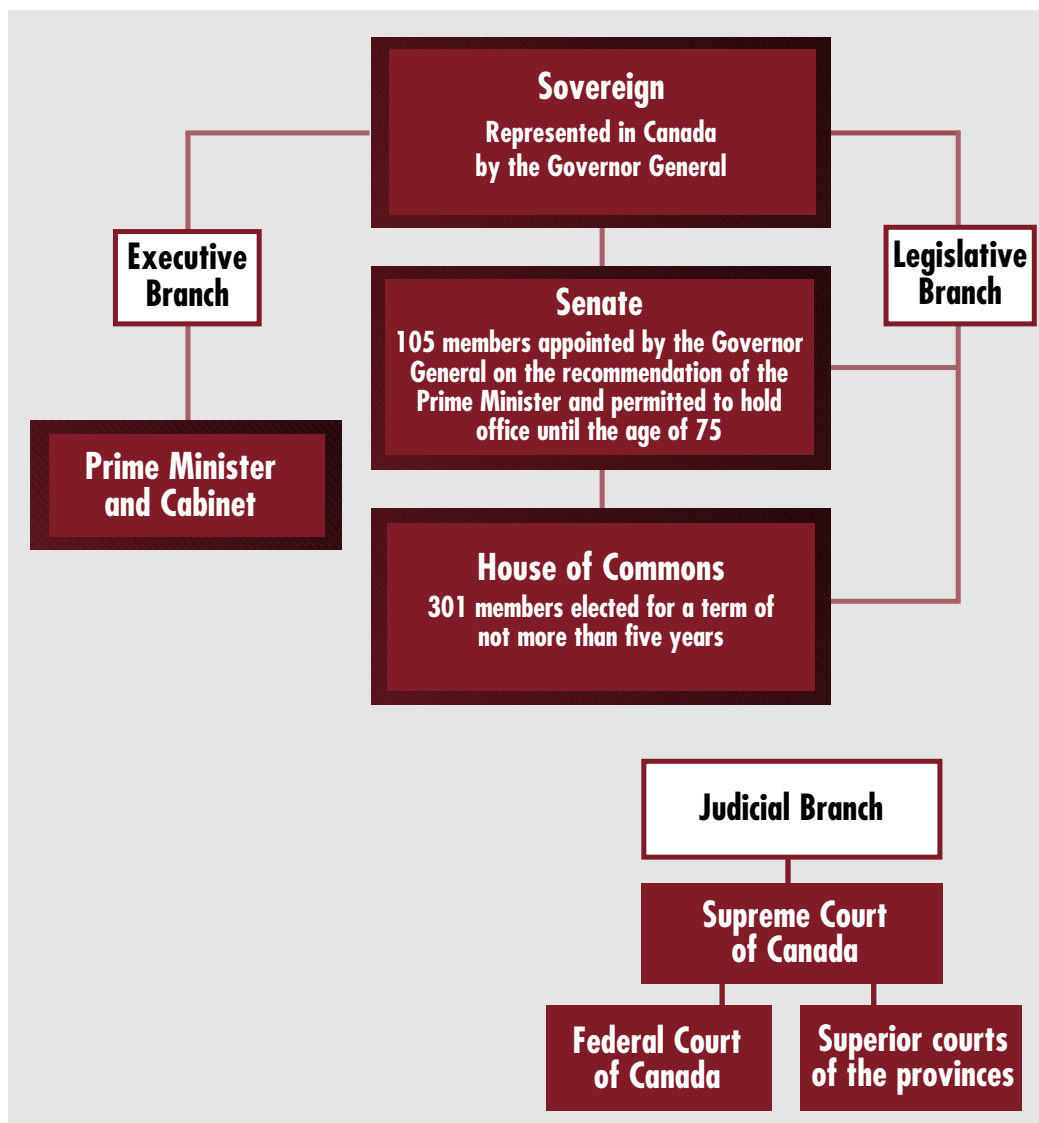 Sovereign
Represented in Canada
by the Governor General
Executive
Branch
Legislative
Branch
Senate
105 members appointed by the Governor
General on the recommendation of the
Prime Minister and permitted to hold
office until the age of 75
Prime Minister
and Cabinet
House of Commons
301 members elected for a term of
not more than five years
Judicial Branch
Supreme Court
of Canada
Federal Court
of Canada
Superior courts
of the provinces